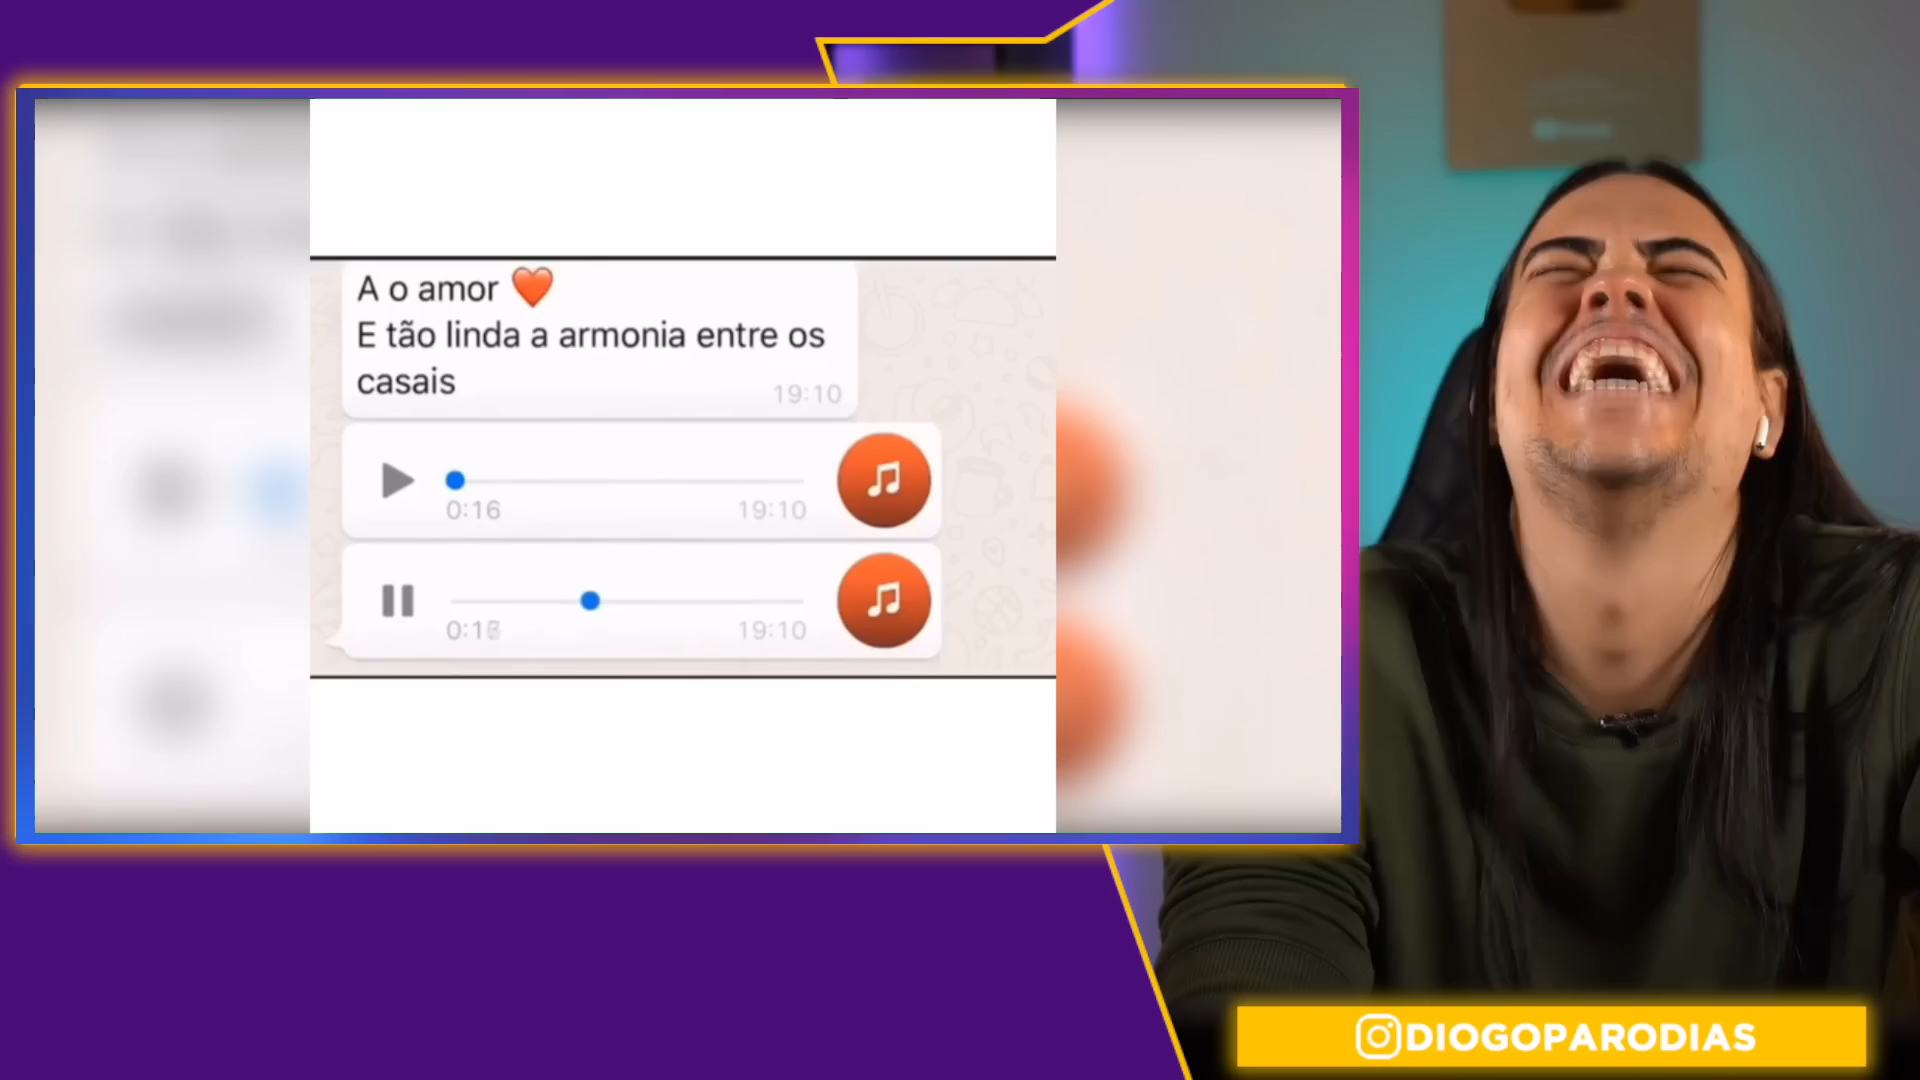 A o amor ❤️
E tão linda a armonia entre os
casais
19:10
0:16
19:10
19:10
DIOGOPARODIAS